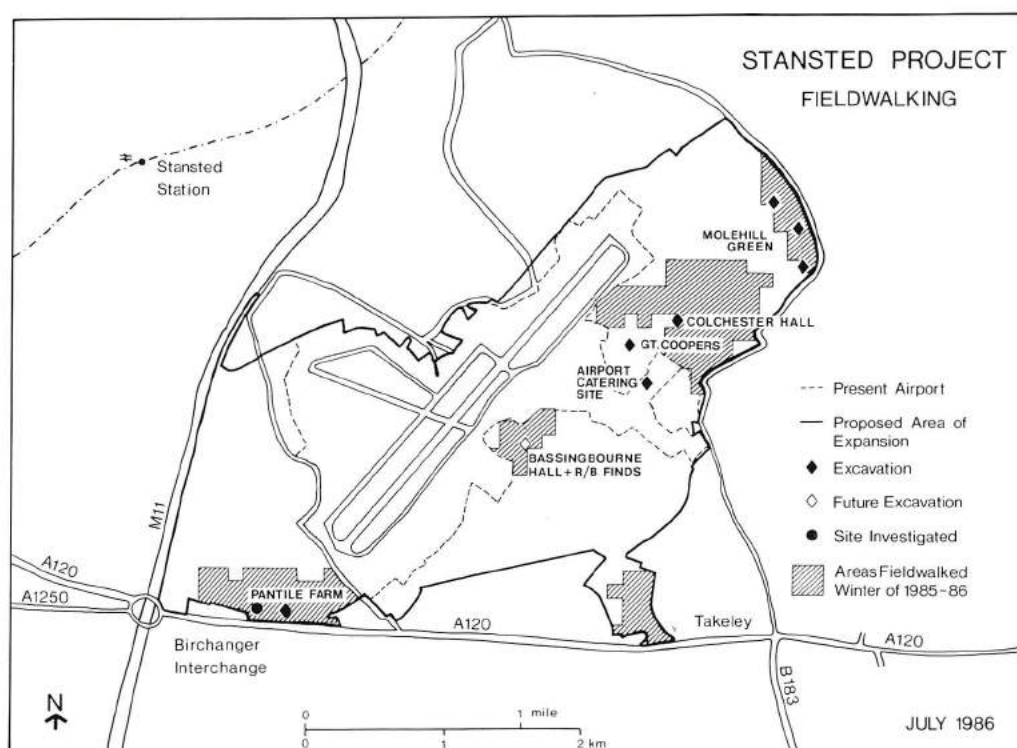 STANSTED PROJECT
FIELDWALKING
Stansted
Station
MOLEHILL
GREEN
COLCHESTER HALL
GT. COOPERS
AIRPORT
CATERING
SITE
BASSINGBOURNE
HALL + R/B FINDS
Present Airport
Proposed Area of
Expansion
Excavation
Future Excavation
Site Investigated
Areas Fieldwalked
Winter of 1985-86
M11
A120
A1250
PANTILE FARM
Birchanger
Interchange
A120
Takeley
A120
B183
N
0 1 mile
0 1 2 km
JULY 1986